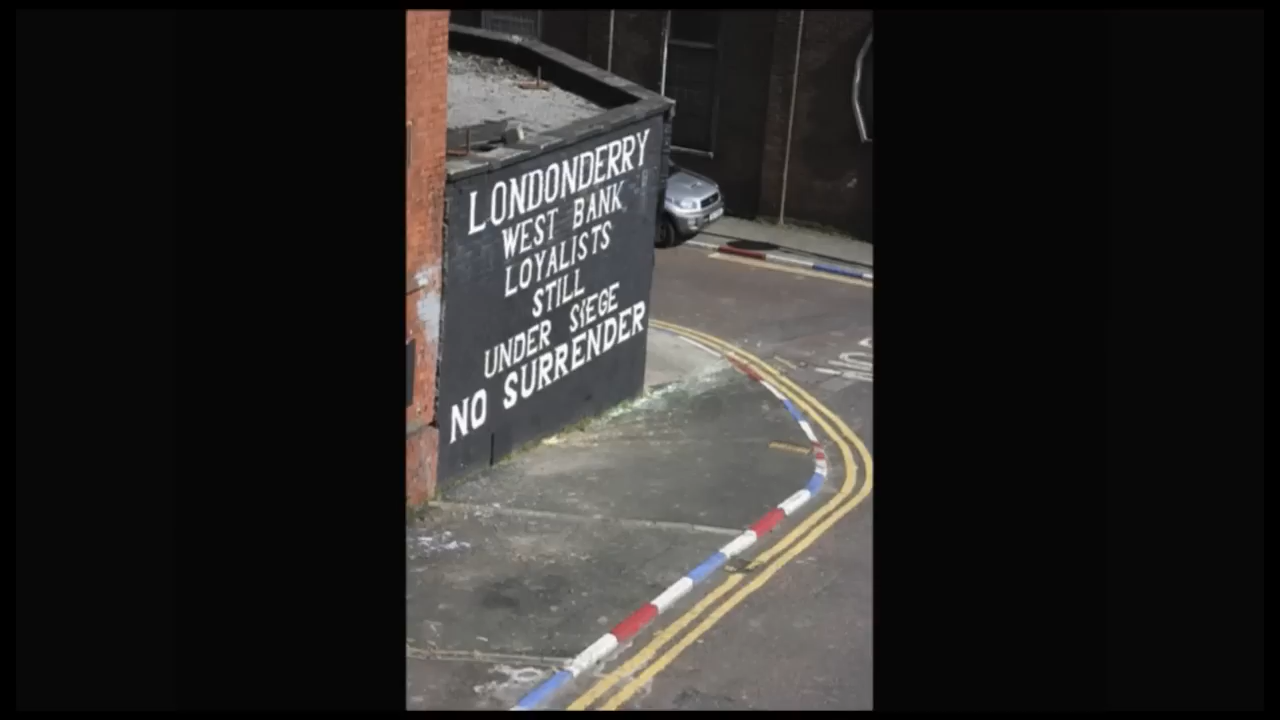 LONDONDERRY
WEST BANK
LOYALISTS
STILL
UNDER SIEGE
NO SURRENDER